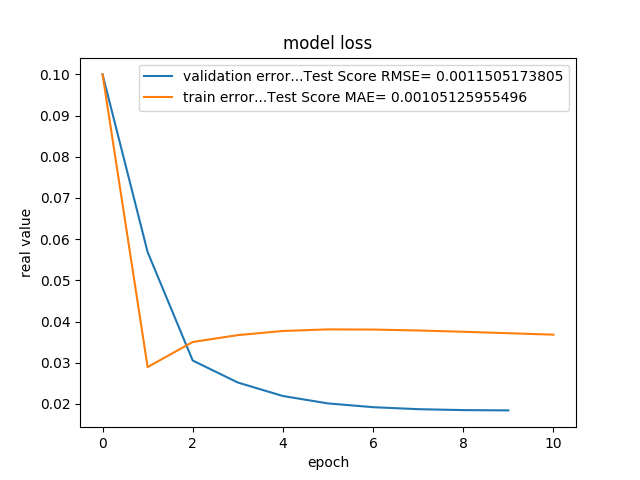 model loss
validation error...Test Score RMSE= 0.0011505173805
train error...Test Score MAE= 0.00105125955496
0.10
0.09
0.08
0.07
0.06
0.05
0.04
0.03
0.02
real value
0 2 4 6 8 10
epoch